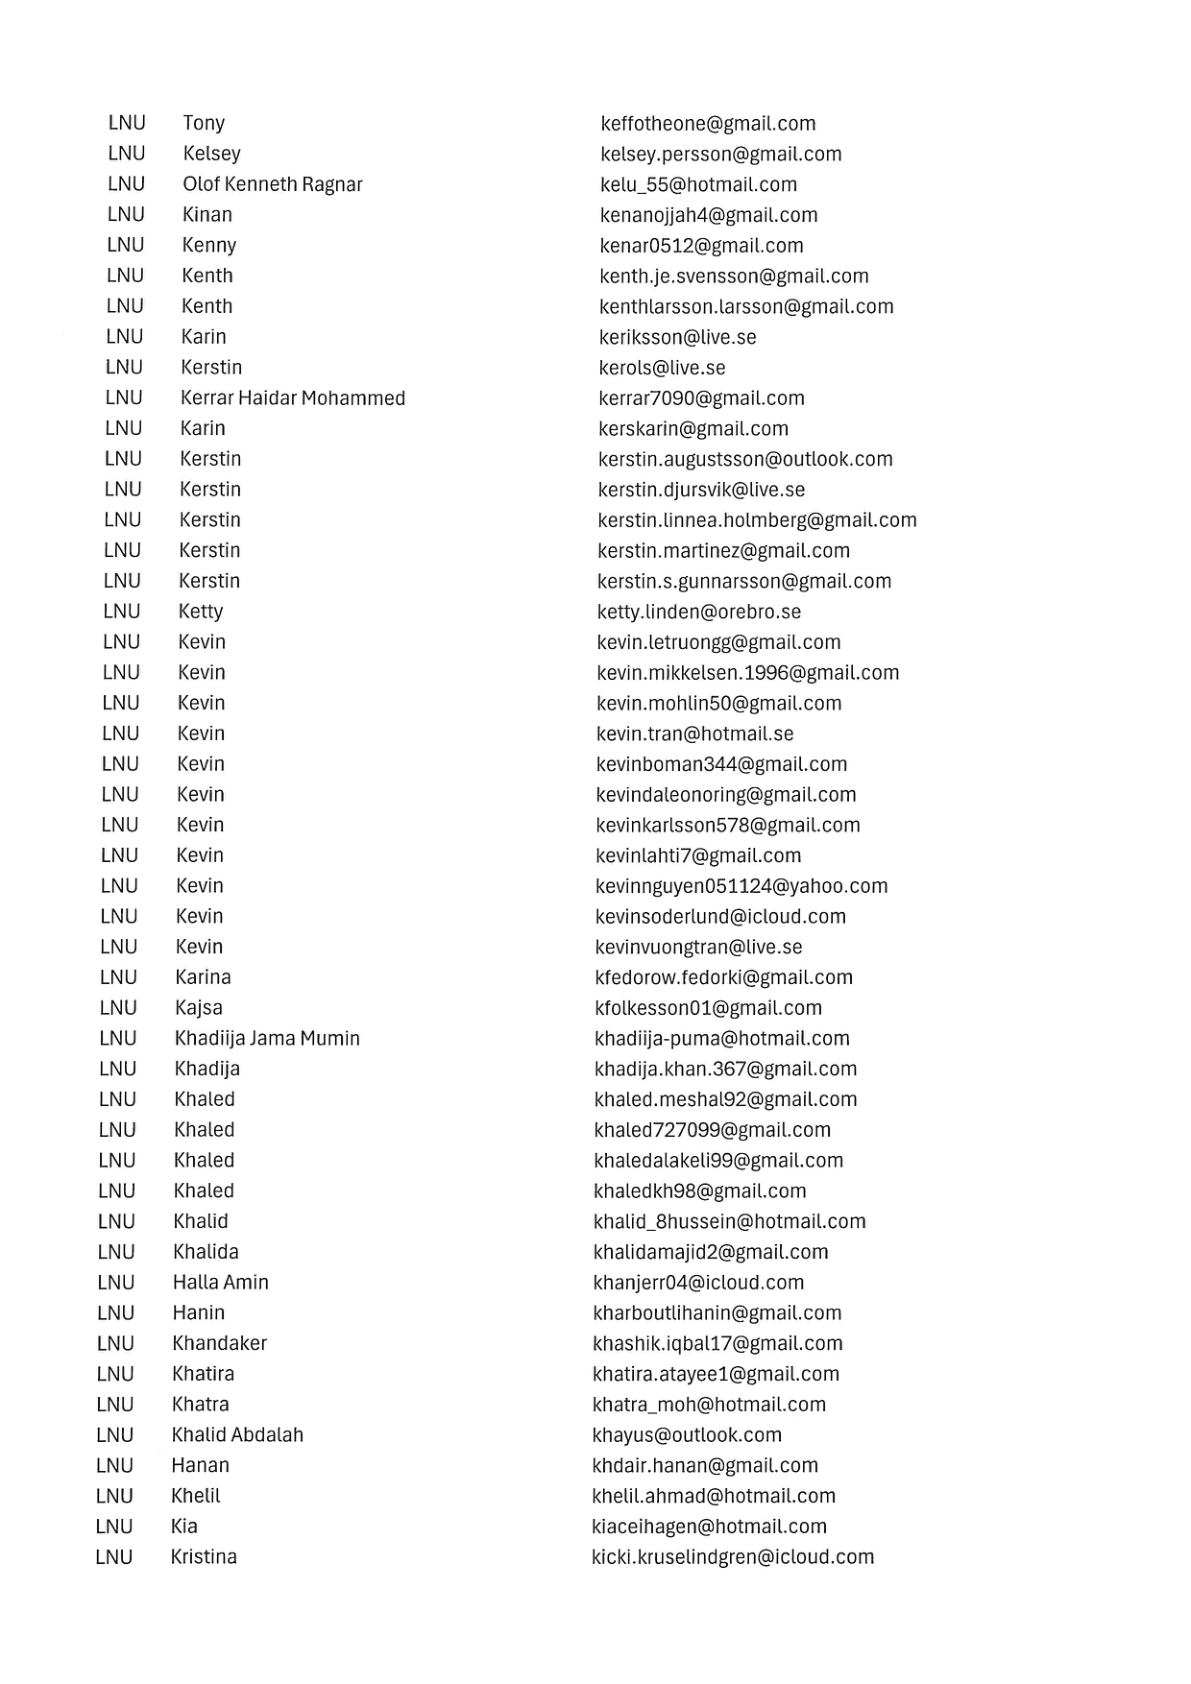 LNU Tony keffotheone@gmail.com
LNU Kelsey kelsey.persson@gmail.com
LNU Olof Kenneth Ragnar kelu_55@hotmail.com
LNU Kinan kenanojjah4@gmail.com
LNU Kenny kenar0512@gmail.com
LNU Kenth kenth.je.svensson@gmail.com
LNU Kenth kenthlarsson.larsson@gmail.com
LNU Karin keriksson@live.se
LNU Kerstin kerols@live.se
LNU Kerrar Haidar Mohammed kerrar7090@gmail.com
LNU Karin kerskarin@gmail.com
LNU Kerstin kerstin.augustsson@outlook.com
LNU Kerstin kerstin.djursvik@live.se
LNU Kerstin kerstin.linnea.holmberg@gmail.com
LNU Kerstin kerstin.martinez@gmail.com
LNU Kerstin kerstin.s.gunnarsson@gmail.com
LNU Ketty ketty.linden@orebro.se
LNU Kevin kevin.letruongg@gmail.com
LNU Kevin kevin.mikkelsen.1996@gmail.com
LNU Kevin kevin.mohlin50@gmail.com
LNU Kevin kevin.tran@hotmail.se
LNU Kevin kevinboman344@gmail.com
LNU Kevin kevindaleonoring@gmail.com
LNU Kevin kevinkarlsson578@gmail.com
LNU Kevin kevinlahti7@gmail.com
LNU Kevin kevinnguyen051124@yahoo.com
LNU Kevin kevinsoderlund@icloud.com
LNU Kevin kevinvuongtran@live.se
LNU Karina kfedorow.fedorki@gmail.com
LNU Kajsa kfolkesson01@gmail.com
LNU Khadiija Jama Mumin khadiija-puma@hotmail.com
LNU Khadija khadija.khan.367@gmail.com
LNU Khaled khaled.meshal92@gmail.com
LNU Khaled khaled727099@gmail.com
LNU Khaled khaledalakeli99@gmail.com
LNU Khaled khaledkh98@gmail.com
LNU Khalid khalid_8hussein@hotmail.com
LNU Khalida khalidamajid2@gmail.com
LNU Halla Amin khanjerr04@icloud.com
LNU Hanin kharboutlihanin@gmail.com
LNU Khandaker khashik.iqbal17@gmail.com
LNU Khatira khatira.atayee1@gmail.com
LNU Khatra khatra_moh@hotmail.com
LNU Khalid Abdalah khayus@outlook.com
LNU Hanan khdair.hanan@gmail.com
LNU Khelil khelil.ahmad@hotmail.com
LNU Kia kiaceihagen@hotmail.com
LNU Kristina kicki.kruselindgren@icloud.com